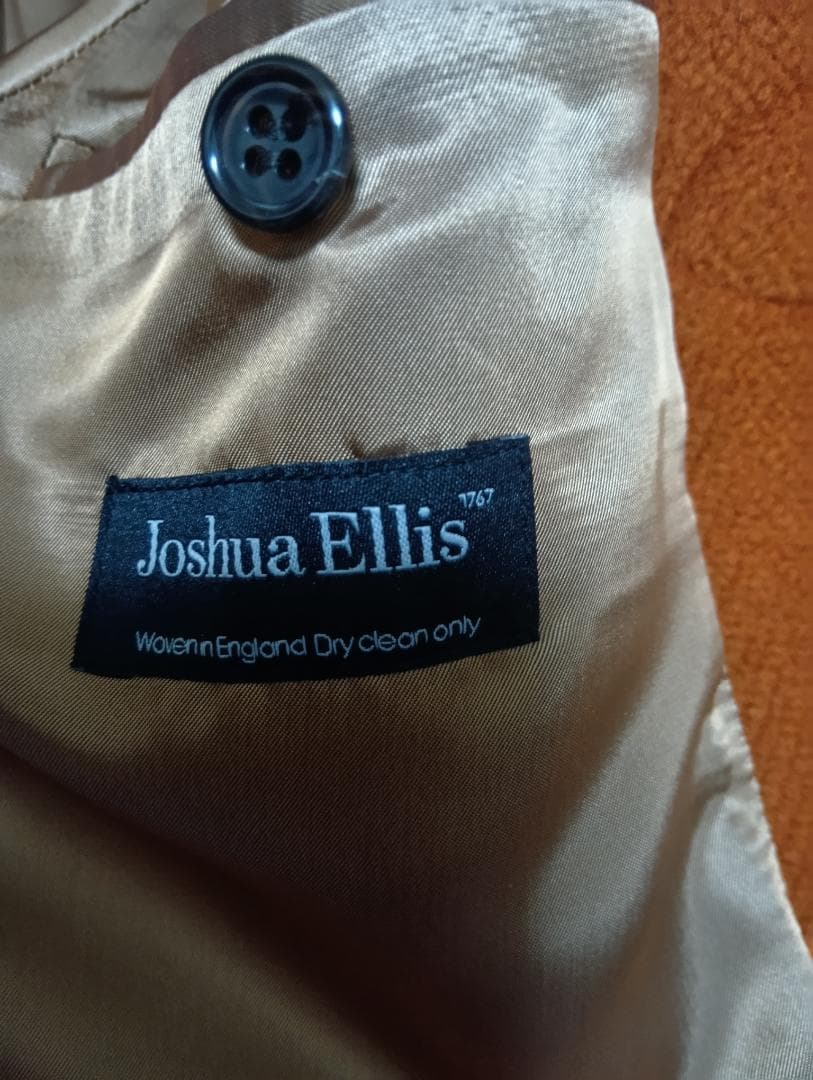 Joshua Ellis 1767
Woven in England Dry clean only